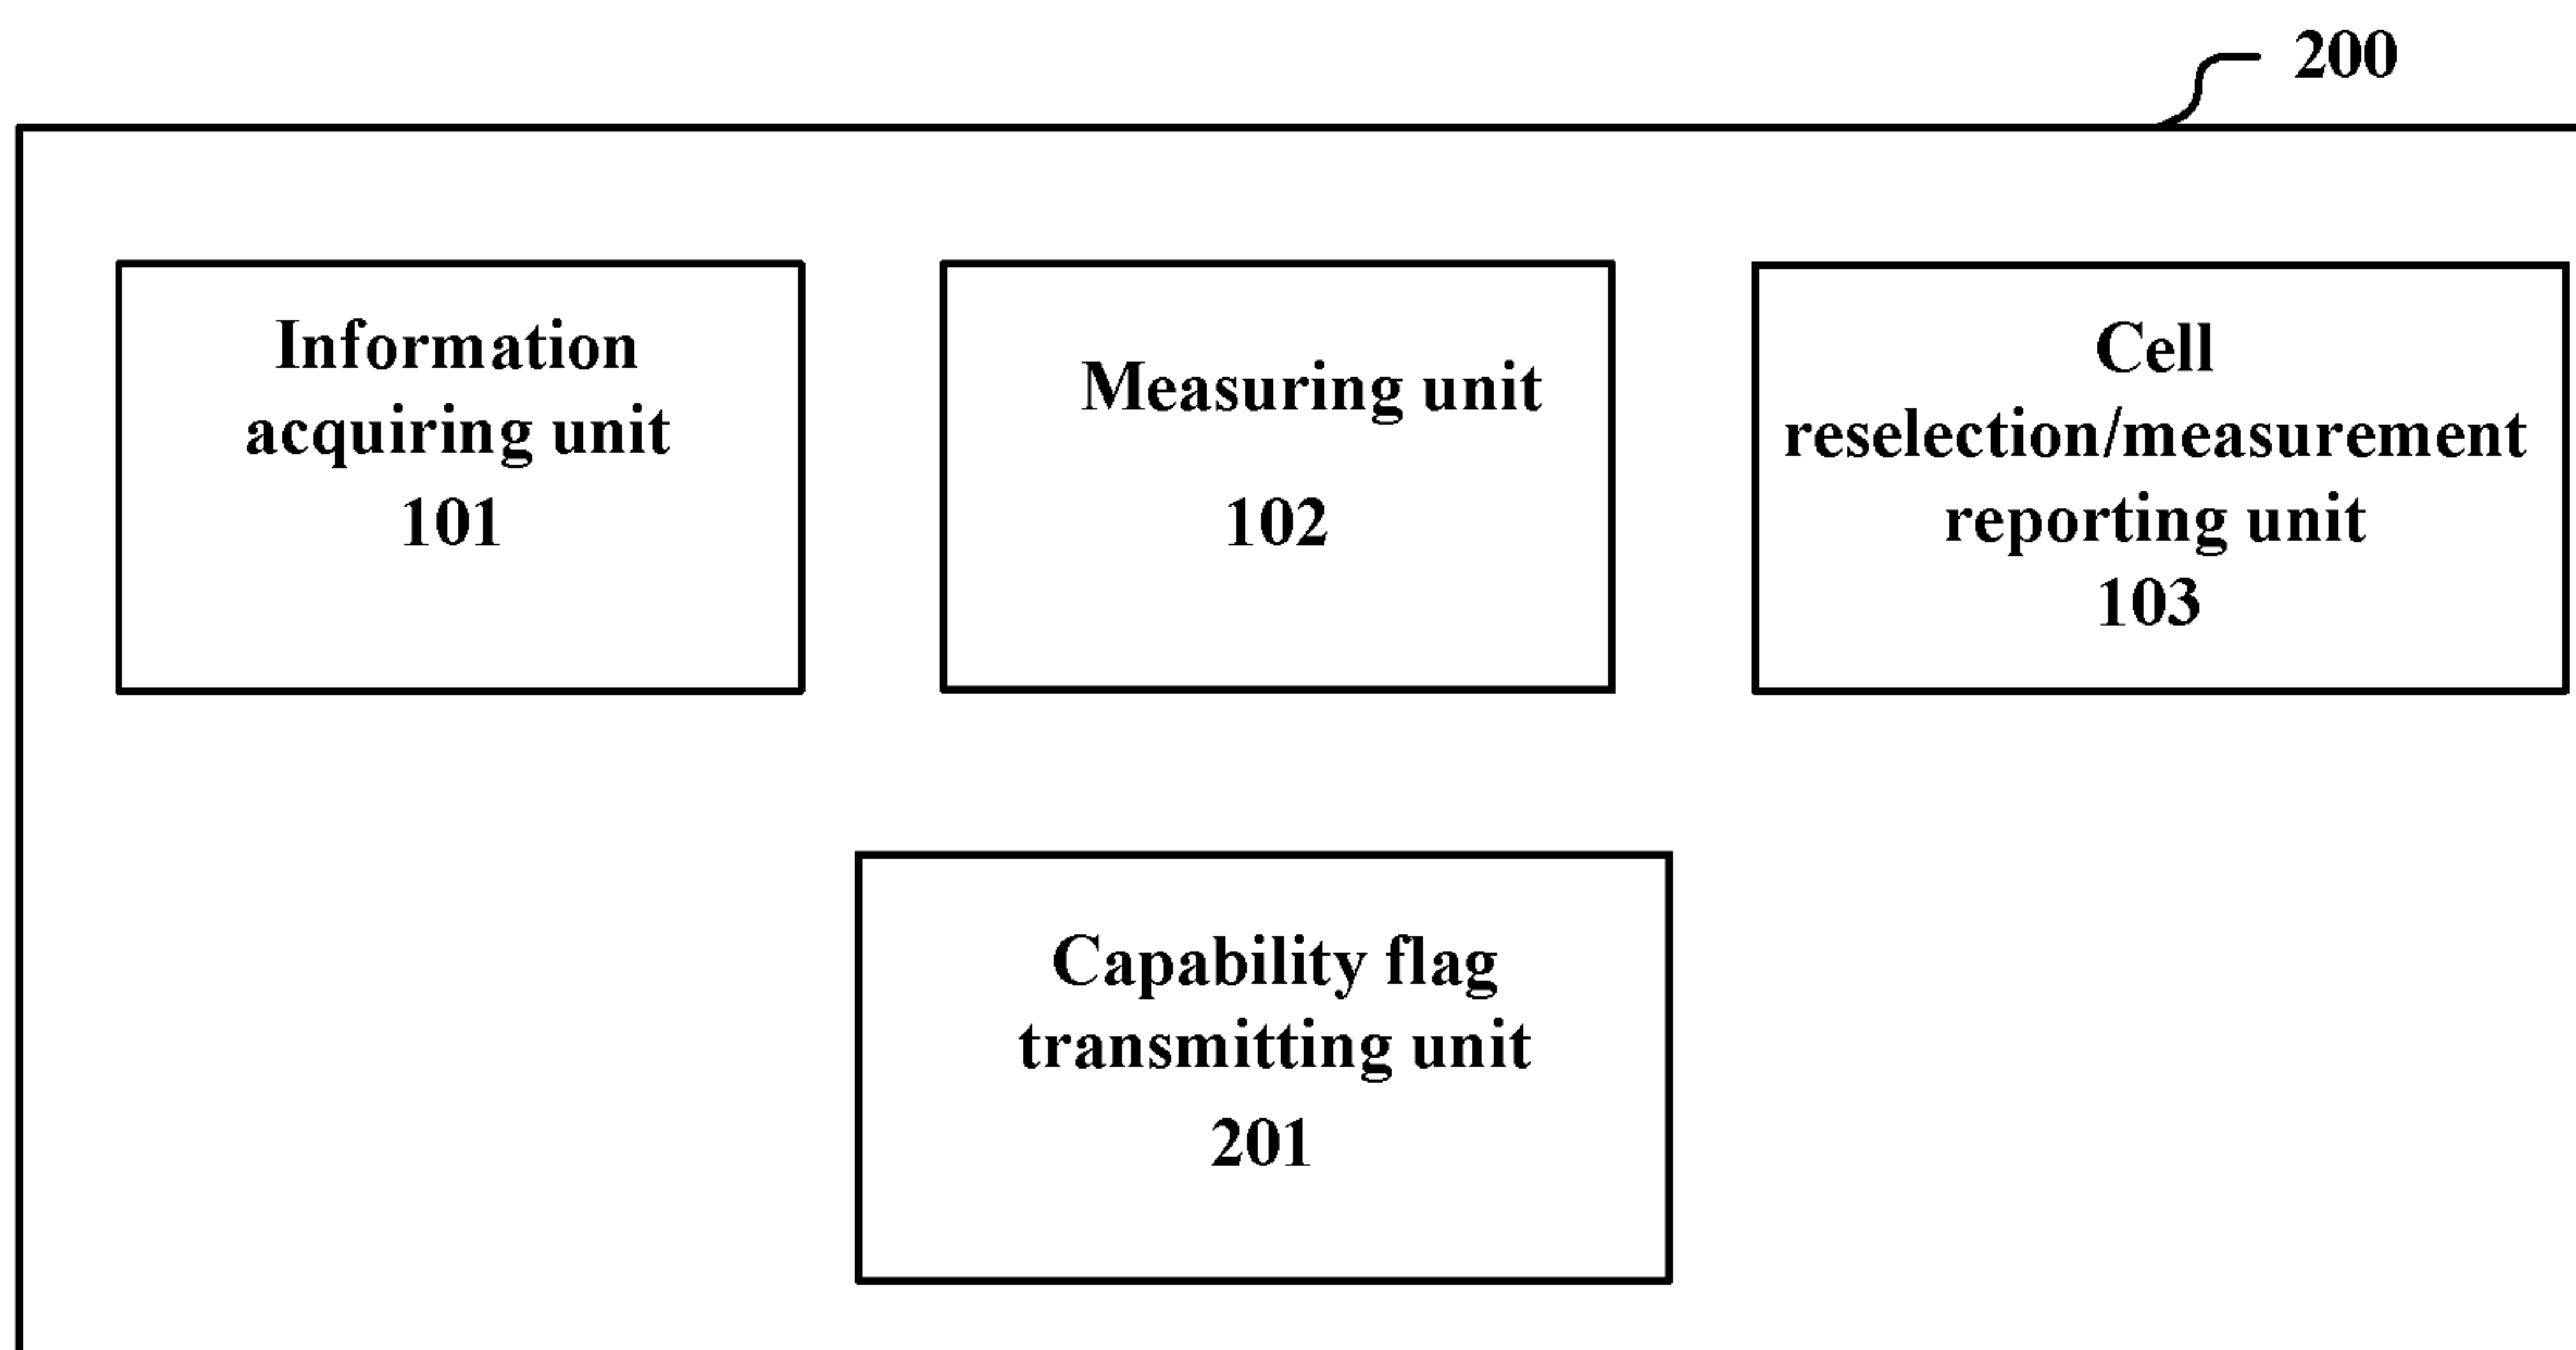 200
Information
acquiring unit
101
Measuring unit
102
Cell
reselection/measurement
reporting unit
103
Capability flag
transmitting unit
201